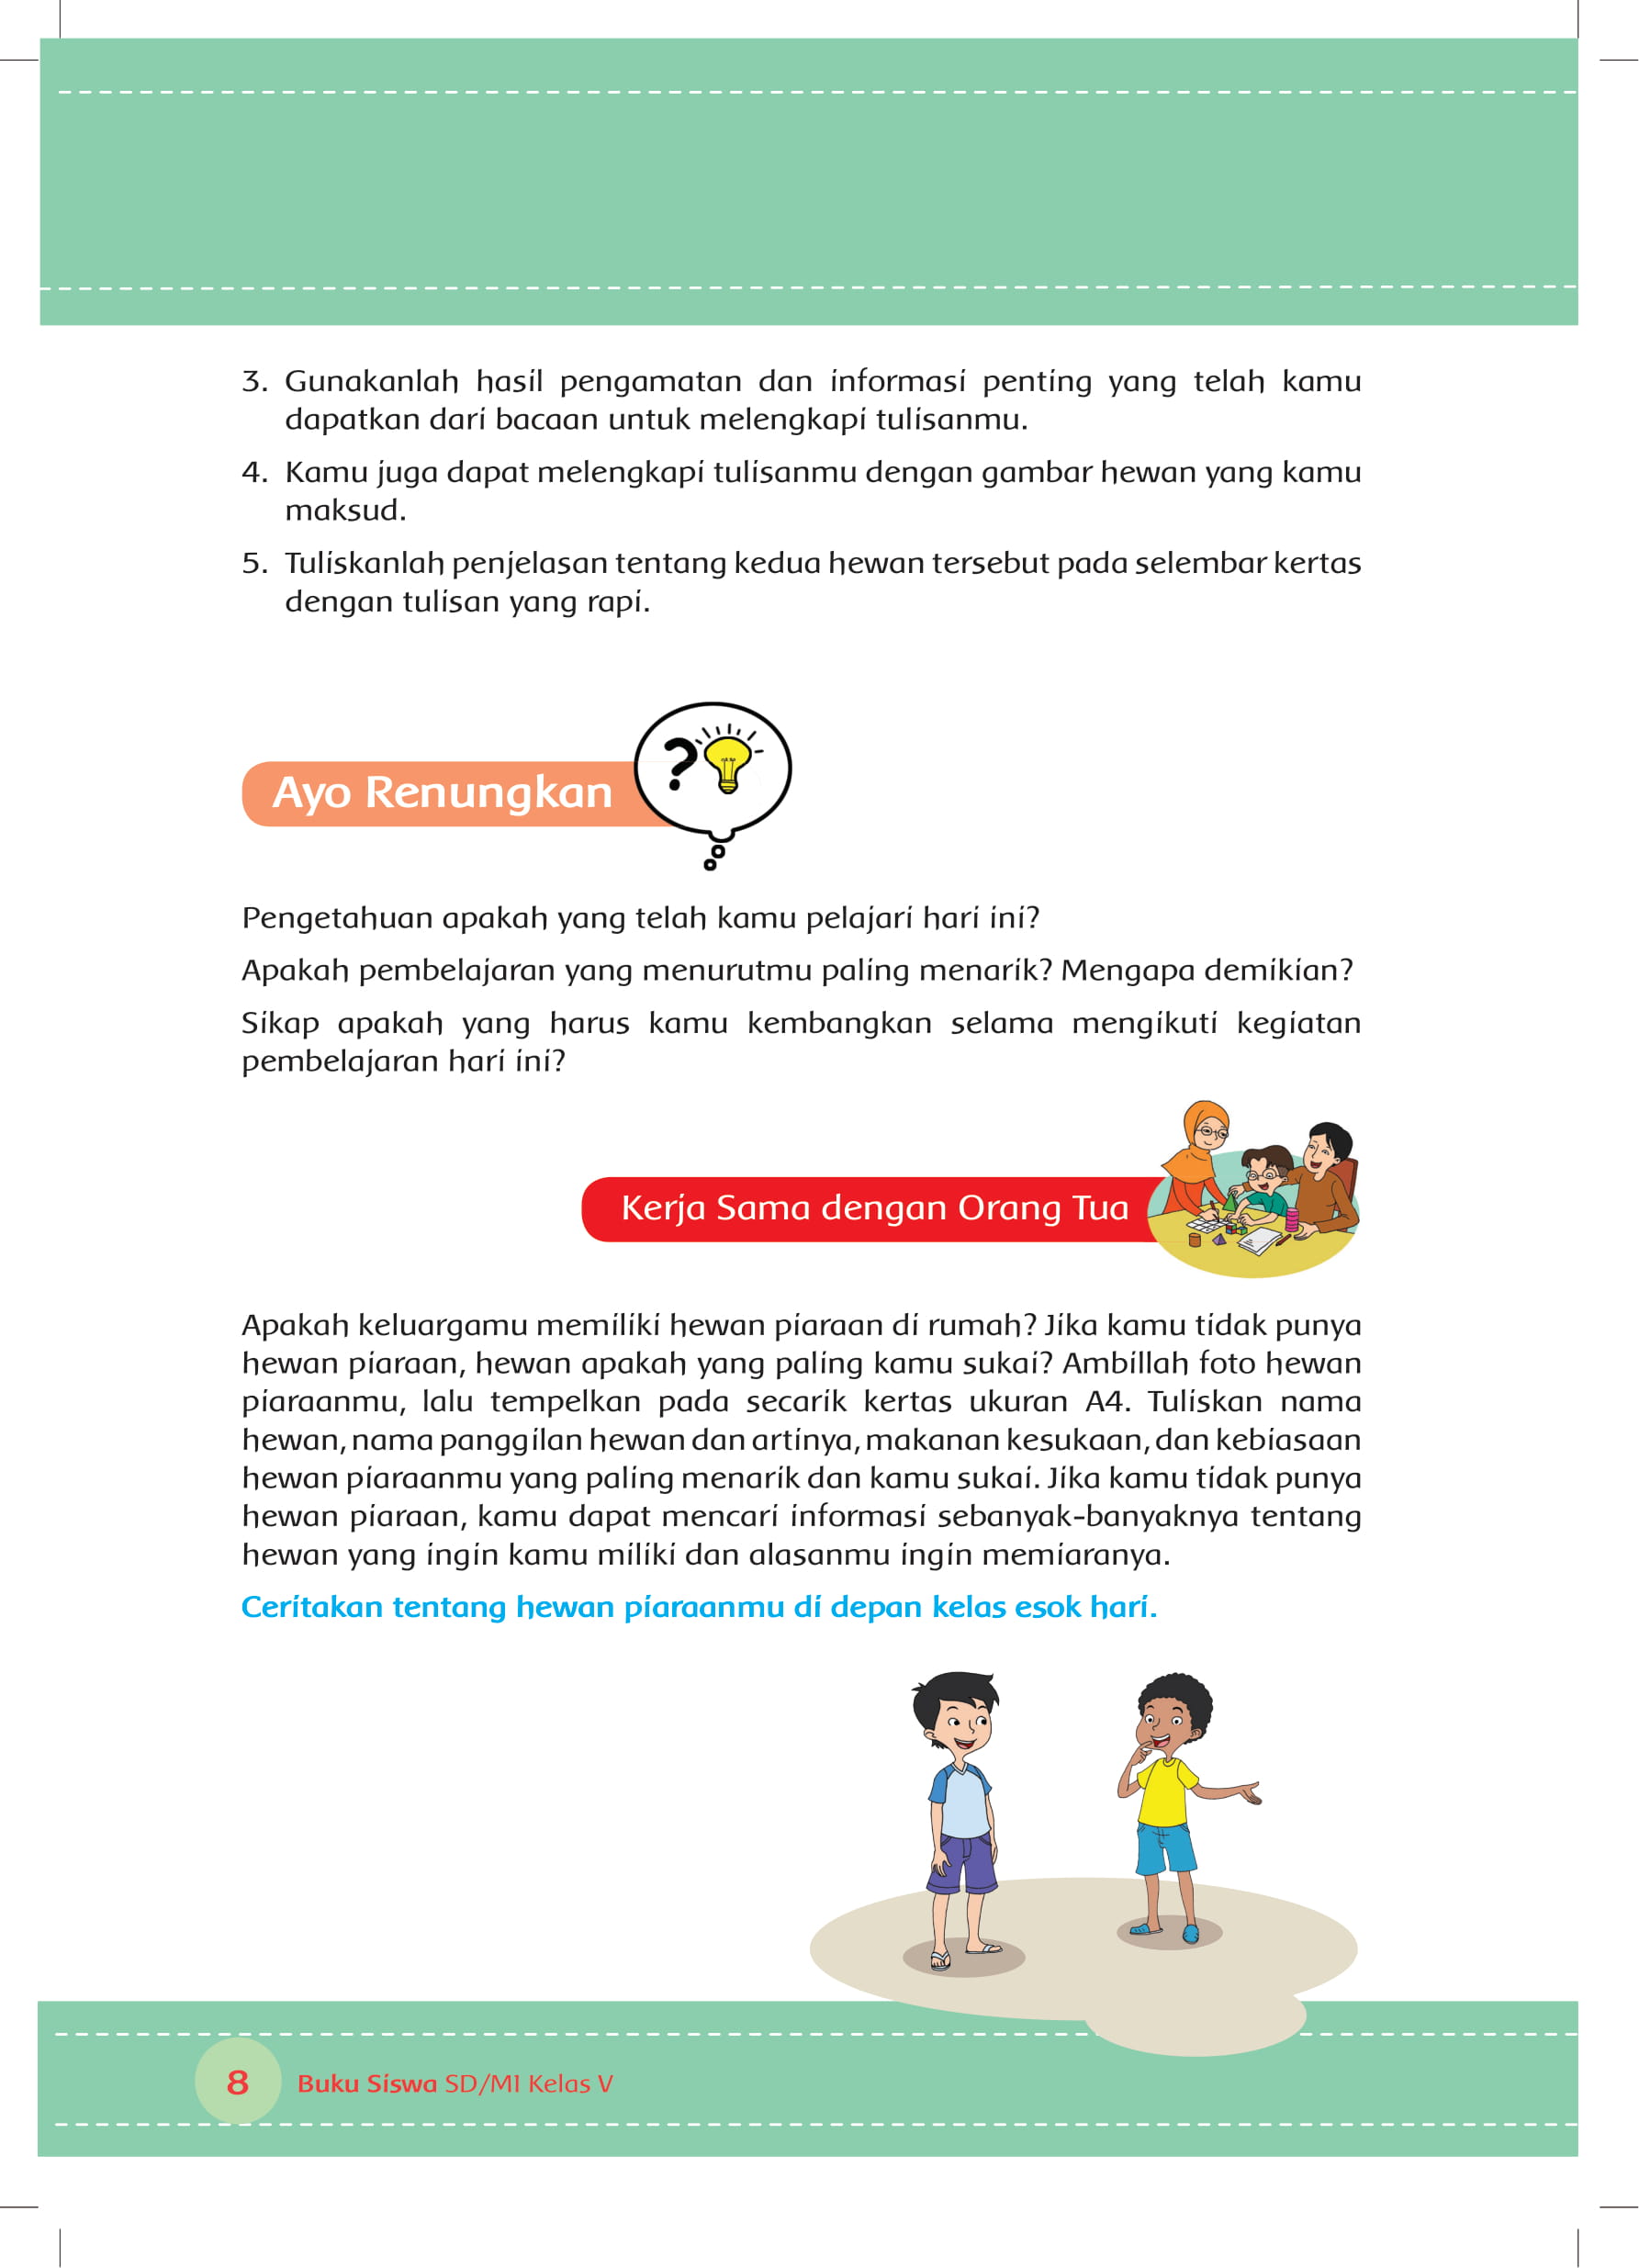 3. Gunakanlah hasil pengamatan dan informasi penting yang telah kamu
dapatkan dari bacaan untuk melengkapi tulisanmu.
4. Kamu juga dapat melengkapi tulisanmu dengan gambar hewan yang kamu
maksud.
5. Tuliskanlah penjelasan tentang kedua hewan tersebut pada selembar kertas
dengan tulisan yang rapi.
?
Ayo Renungkan
Pengetahuan apakah yang telah kamu pelajari hari ini?
Apakah pembelajaran yang menurutmu paling menarik? Mengapa demikian?
Sikap apakah yang harus kamu kembangkan selama mengikuti kegiatan
pembelajaran hari ini?
Kerja Sama dengan Orang Tua
Apakah keluargamu memiliki hewan piaraan di rumah? Jika kamu tidak punya
hewan piaraan, hewan apakah yang paling kamu sukai? Ambillah foto hewan
piaraanmu, lalu tempelkan pada secarik kertas ukuran A4. Tuliskan nama
hewan, nama panggilan hewan dan artinya, makanan kesukaan, dan kebiasaan
hewan piaraanmu yang paling menarik dan kamu sukai. Jika kamu tidak punya
hewan piaraan, kamu dapat mencari informasi sebanyak-banyaknya tentang
hewan yang ingin kamu miliki dan alasanmu ingin memiaranya.
Ceritakan tentang hewan piaraanmu di depan kelas esok hari.
8 Buku Siswa SD/MI Kelas V